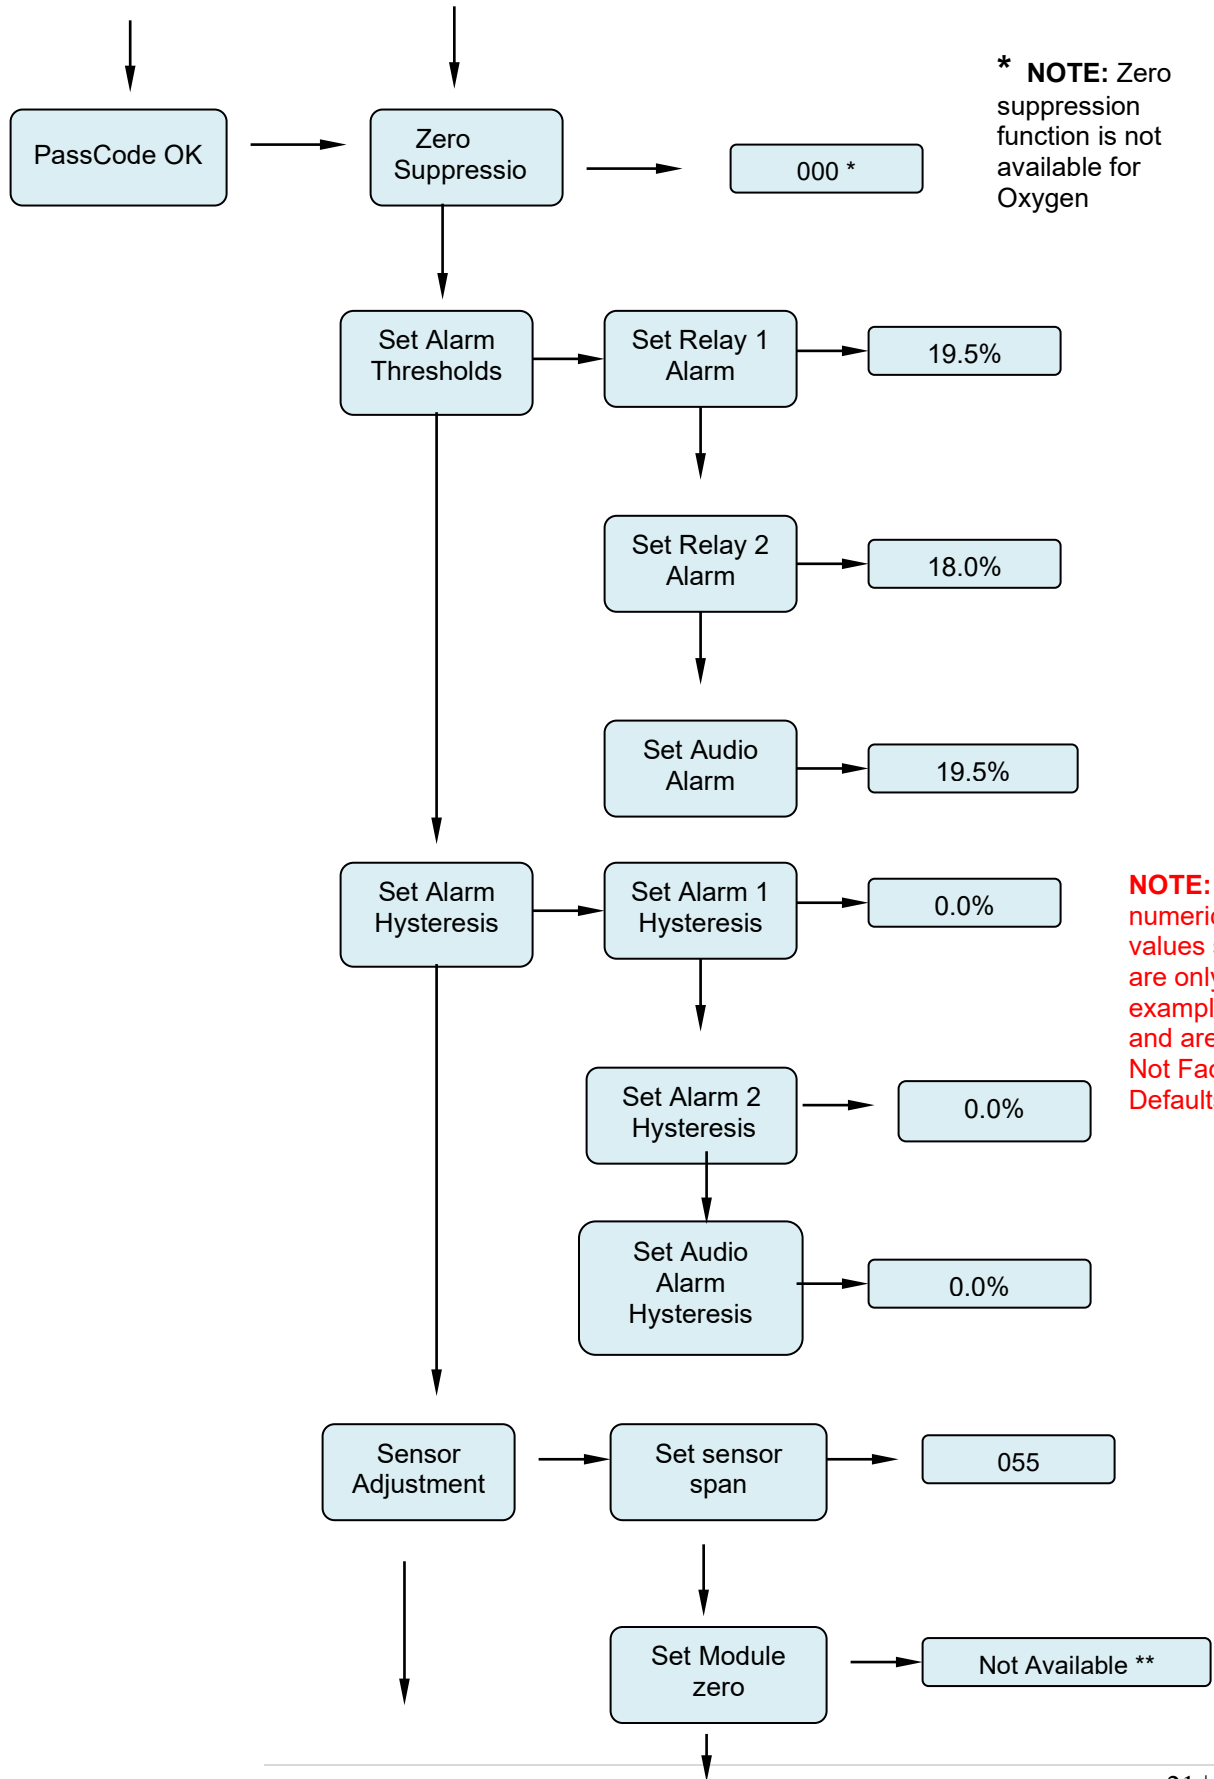 * NOTE: Zero
suppression
function is not
available for
Oxygen
PassCode OK
Zero
Suppressio
000 *
Set Alarm
Thresholds
Set Relay 1
Alarm
19.5%
Set Relay 2
Alarm
18.0%
Set Audio
Alarm
19.5%
Set Alarm
Hysteresis
Set Alarm 1
Hysteresis
0.0%
NOTE:
values
are only
and are
Not
Set Alarm 2
Hysteresis
0.0%
Set Audio
Alarm
Hysteresis
0.0%
Sensor
Adjustment
Set sensor
span
055
Set Module
zero
Not Available **